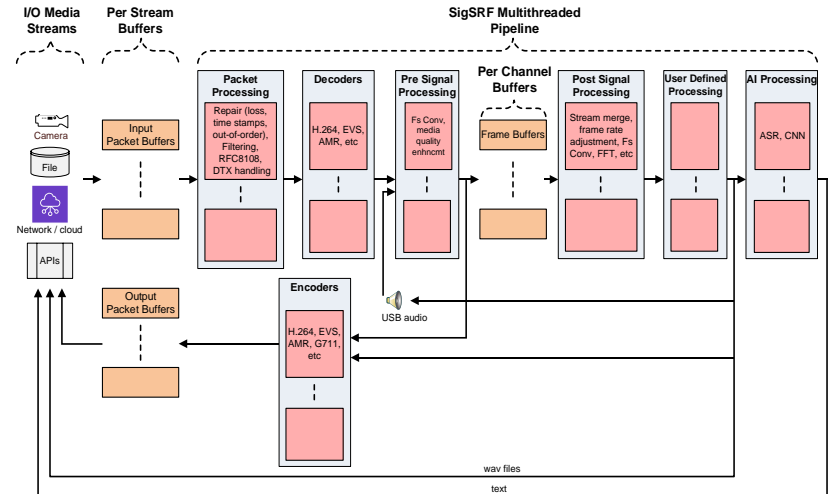 I/O Media
Streams
Per Stream
Buffers
SigSRF Multithreaded
Pipeline
Packet
Processing
Repair (loss,
time stamps,
out-of-order),
Filtering,
RFC8108,
DTX handling
Decoders
H.264, EVS,
AMR, etc
Pre Signal
Processing
Fs Conv,
media
quality
enhncmt
Per Channel
Buffers
Frame Buffers
Post Signal
Processing
Stream merge,
frame rate
adjustment, Fs
Conv, FFT, etc
User Defined
Processing
AI Processing
ASR, CNN
Camera
File
Network / cloud
APIs
Input
Packet Buffers
Output
Packet Buffers
Encoders
H.264, EVS,
AMR, G711,
etc
USB audio
wav files
text